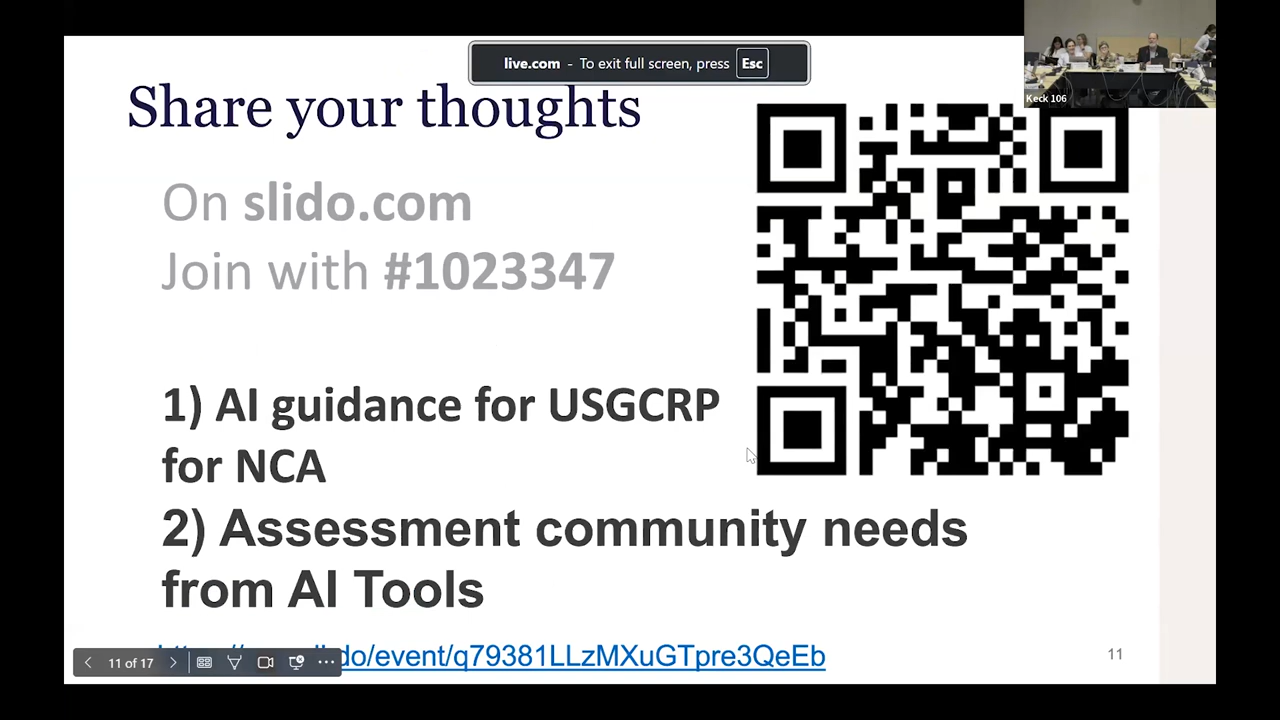 live.com - To exit full screen, press Esc
Keck 106
Share your thoughts
On slido.com
Join with #1023347
1) AI guidance for USGCRP
for NCA
2) Assessment community needs
from AI Tools
do/event/q79381LLzMXuGTpre3QeEb
11 of 17
11